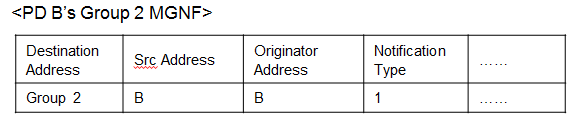 <PD B's Group 2 MGNF>
Destination Address Src Address Originator Address Notification Type ……
Group 2 B B 1 ……